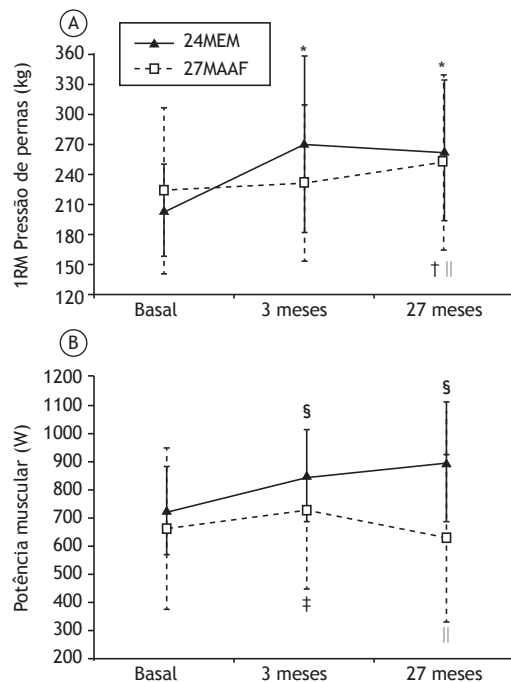 A
24MEM
27MAAF
1RM Pressão de pernas (kg)
360
330
300
270
240
210
180
150
120
*
*
† ||
Basal
3 meses
27 meses
B
Potência muscular (W)
1200
1100
1000
900
800
700
600
500
400
300
200
§
§
‡
||
Basal
3 meses
27 meses